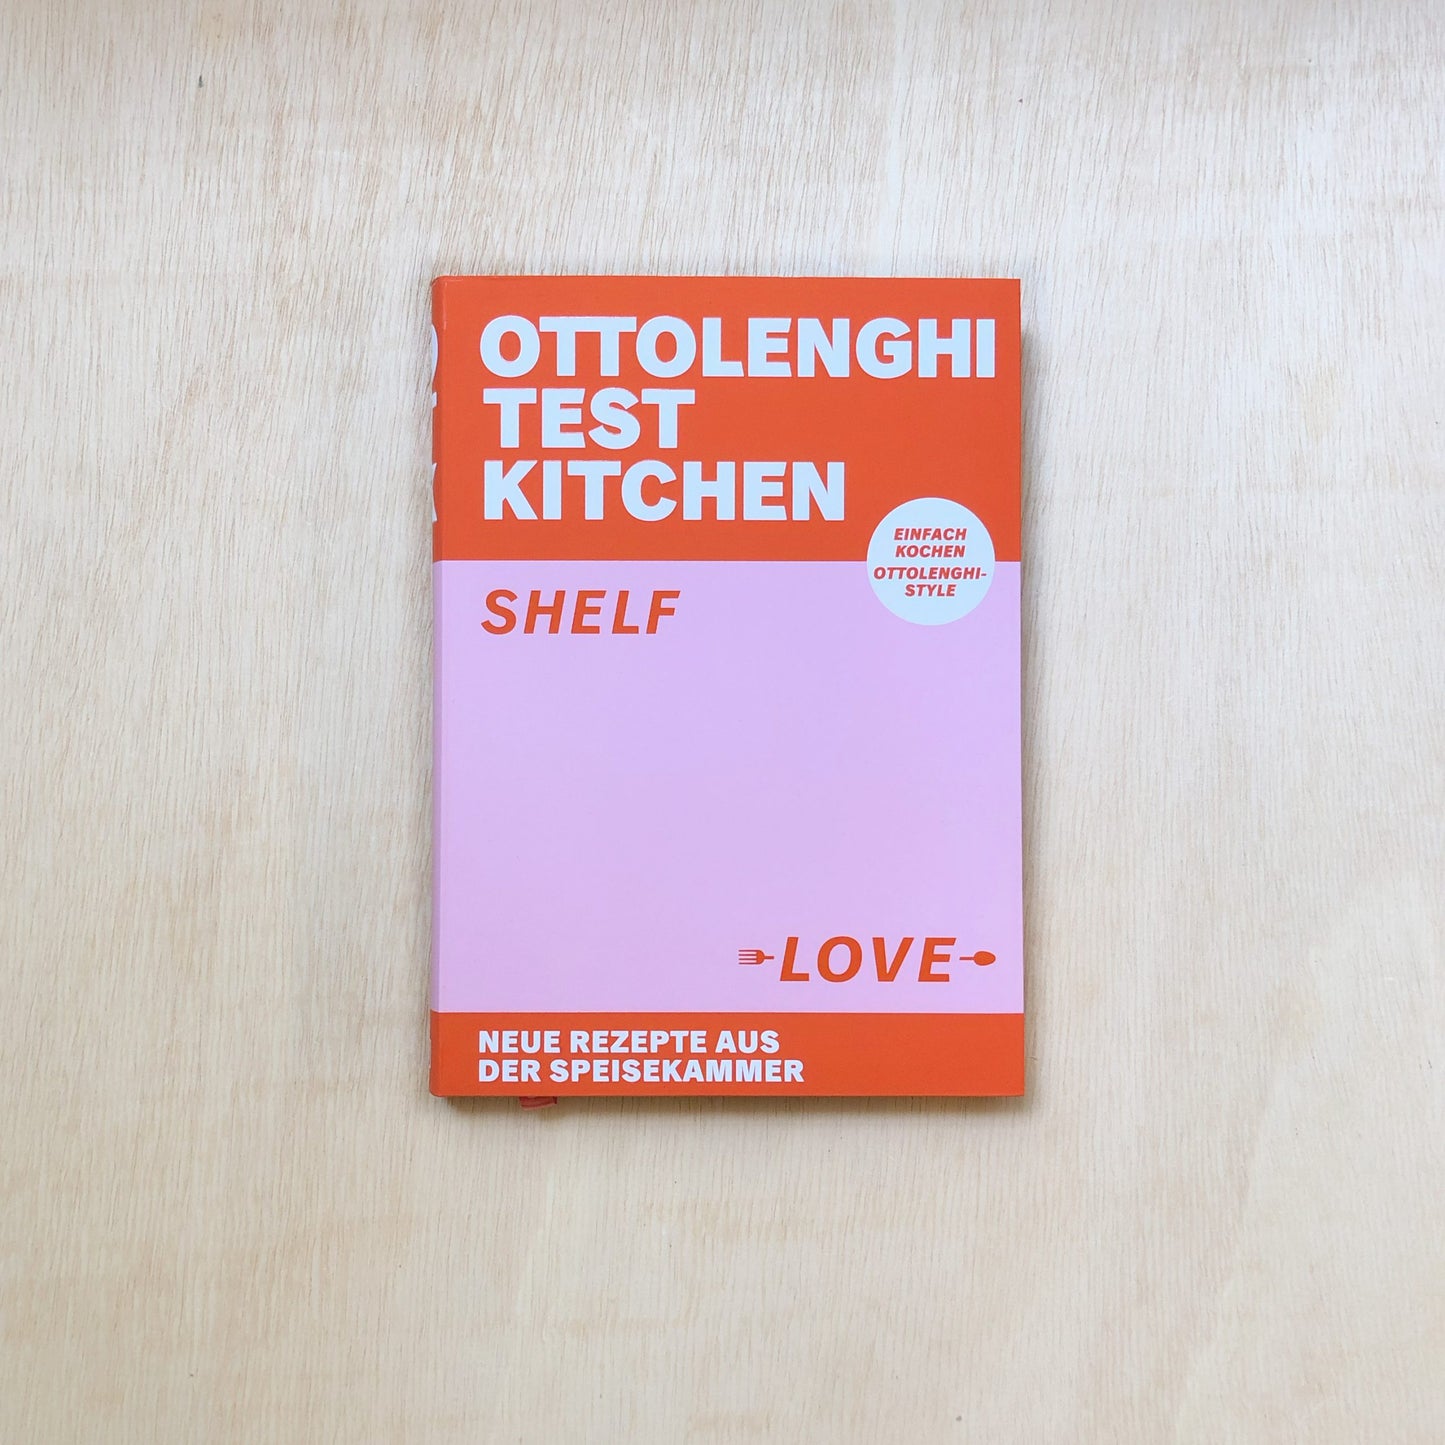 OTTOLENGHI
TEST
KITCHEN
EINFACH
KOCHEN
OTTOLENGHI-
STYLE
SHELF
LOVE
NEUE REZEPTE AUS
DER SPEISEKAMMER